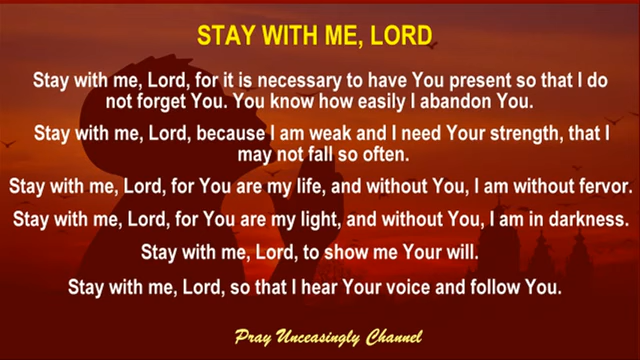 STAY WITH ME, LORD
Stay with me, Lord, for it is necessary to have You present so that I do
not forget You. You know how easily I abandon You.
Stay with me, Lord, because I am weak and I need Your strength, that I
may not fall so often.
Stay with me, Lord, for You are my life, and without You, I am without fervor.
Stay with me, Lord, for You are my light, and without You, I am in darkness.
Stay with me, Lord, to show me Your will.
Stay with me, Lord, so that I hear Your voice and follow You.
Pray Unceasingly Channel